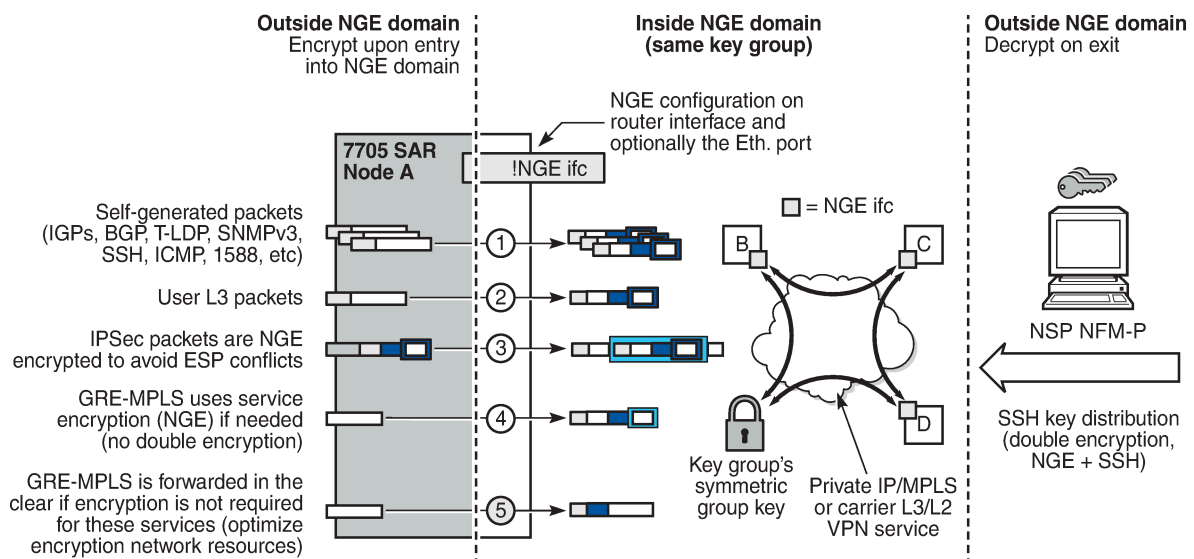 Outside NGE domain
Encrypt upon entry
into NGE domain
Inside NGE domain
(same key group)
Outside NGE domain
Decrypt on exit
NGE configuration on
router interface and
optionally the Eth. port
7705 SAR
Node A
!NGE ifc
Self-generated packets
(IGPs, BGP, T-LDP, SNMPv3,
SSH, ICMP, 1588, etc)
1
User L3 packets
2
IPSec packets are NGE
encrypted to avoid ESP conflicts
3
GRE-MPLS uses service
encryption (NGE) if needed
(no double encryption)
4
GRE-MPLS is forwarded in the
clear if encryption is not required
for these services (optimize
encryption network resources)
5
= NGE ifc
B
C
D
Key group's
symmetric
group key
Private IP/MPLS
or carrier L3/L2
VPN service
NSP NFM-P
SSH key distribution
(double encryption,
NGE + SSH)